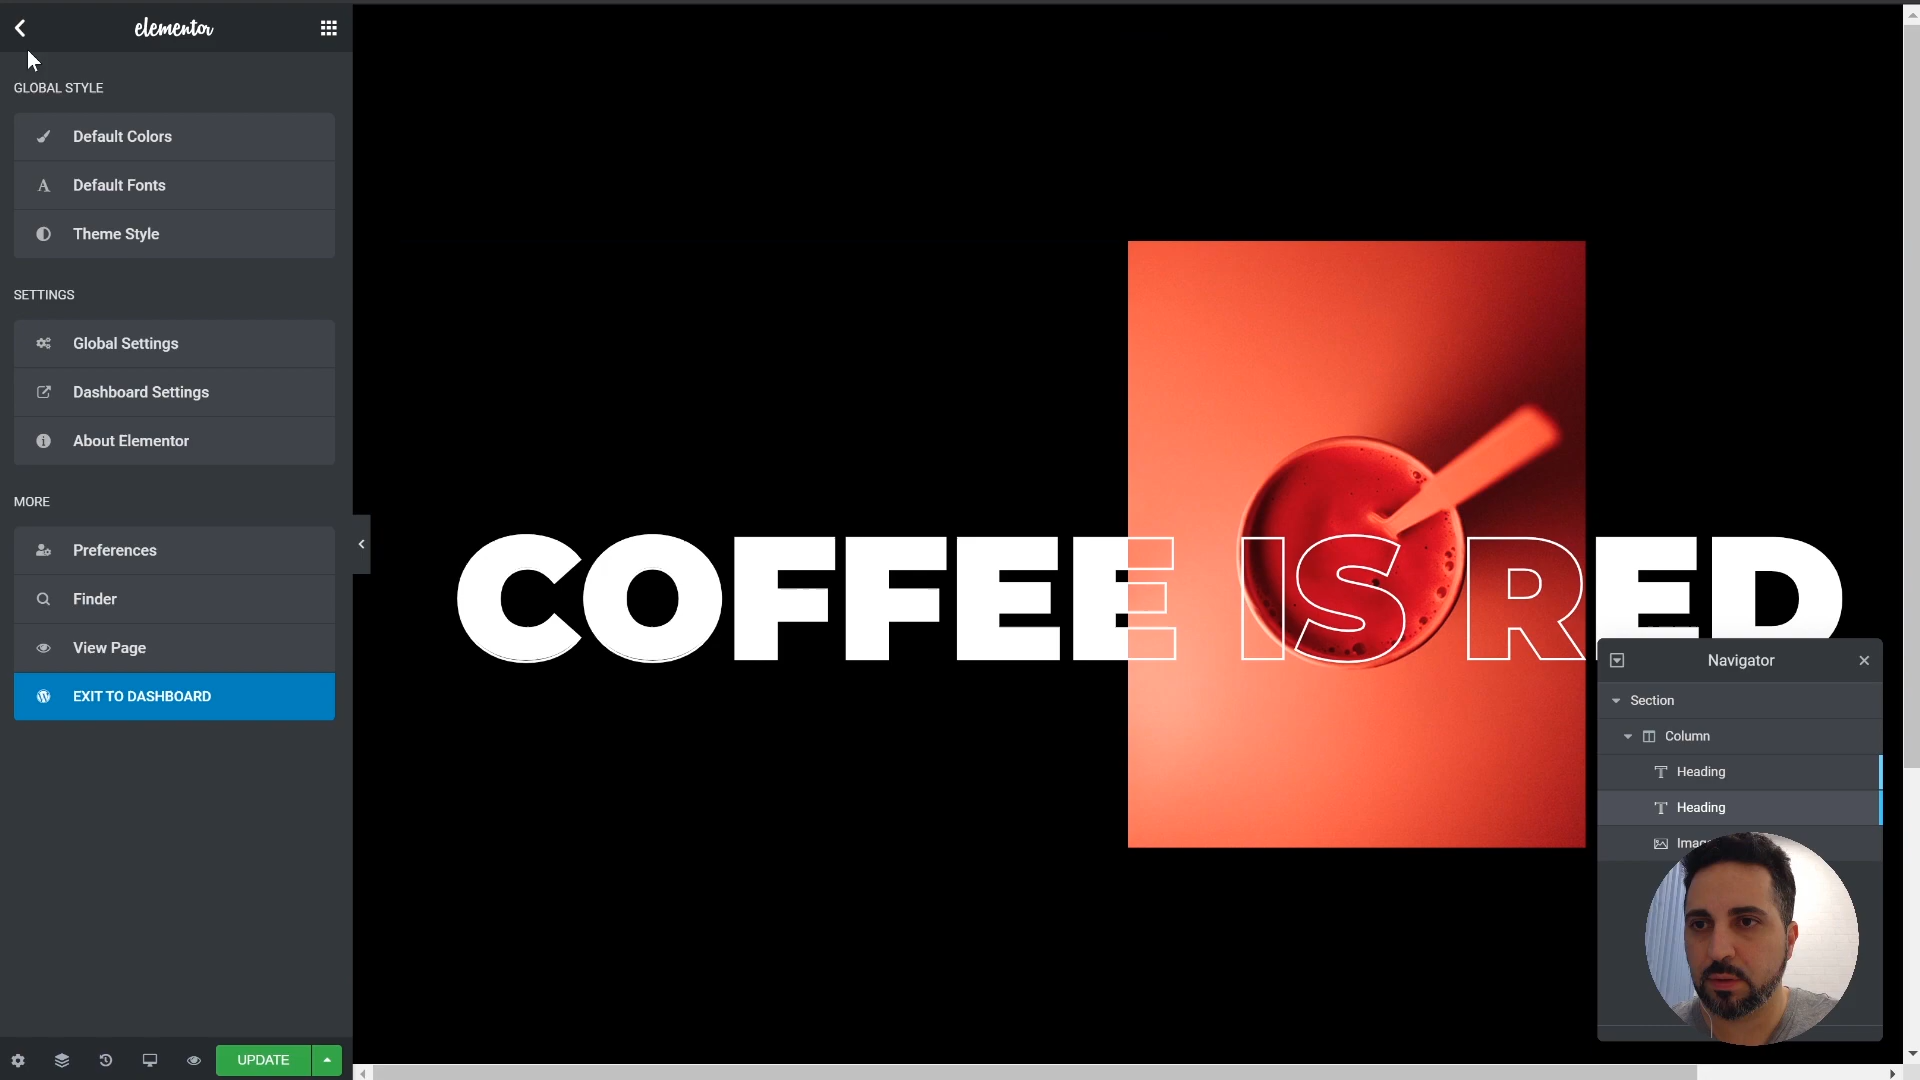 elementor
GLOBAL STYLE
Default Colors
Default Fonts
Theme Style
SETTINGS
Global Settings
Dashboard Settings
About Elementor
MORE
Preferences
Finder
View Page
EXIT TO DASHBOARD
UPDATE
COFFEE IS RED
Navigator
Section
Column
Heading
Heading